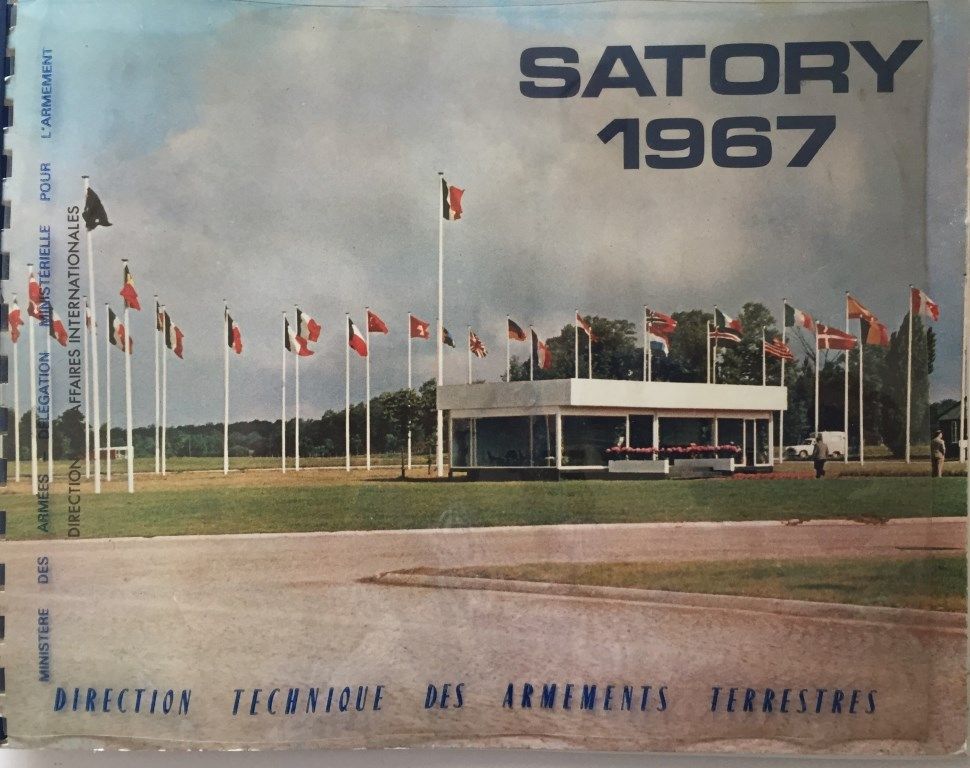 SATORY
1967
MINISTÈRE DES ARMÉES DÉLÉGATION MINISTÉRIELLE POUR L'ARMEMENT
DIRECTION AFFAIRES INTERNATIONALES
DIRECTION TECHNIQUE DES ARMEMENTS TERRESTRES